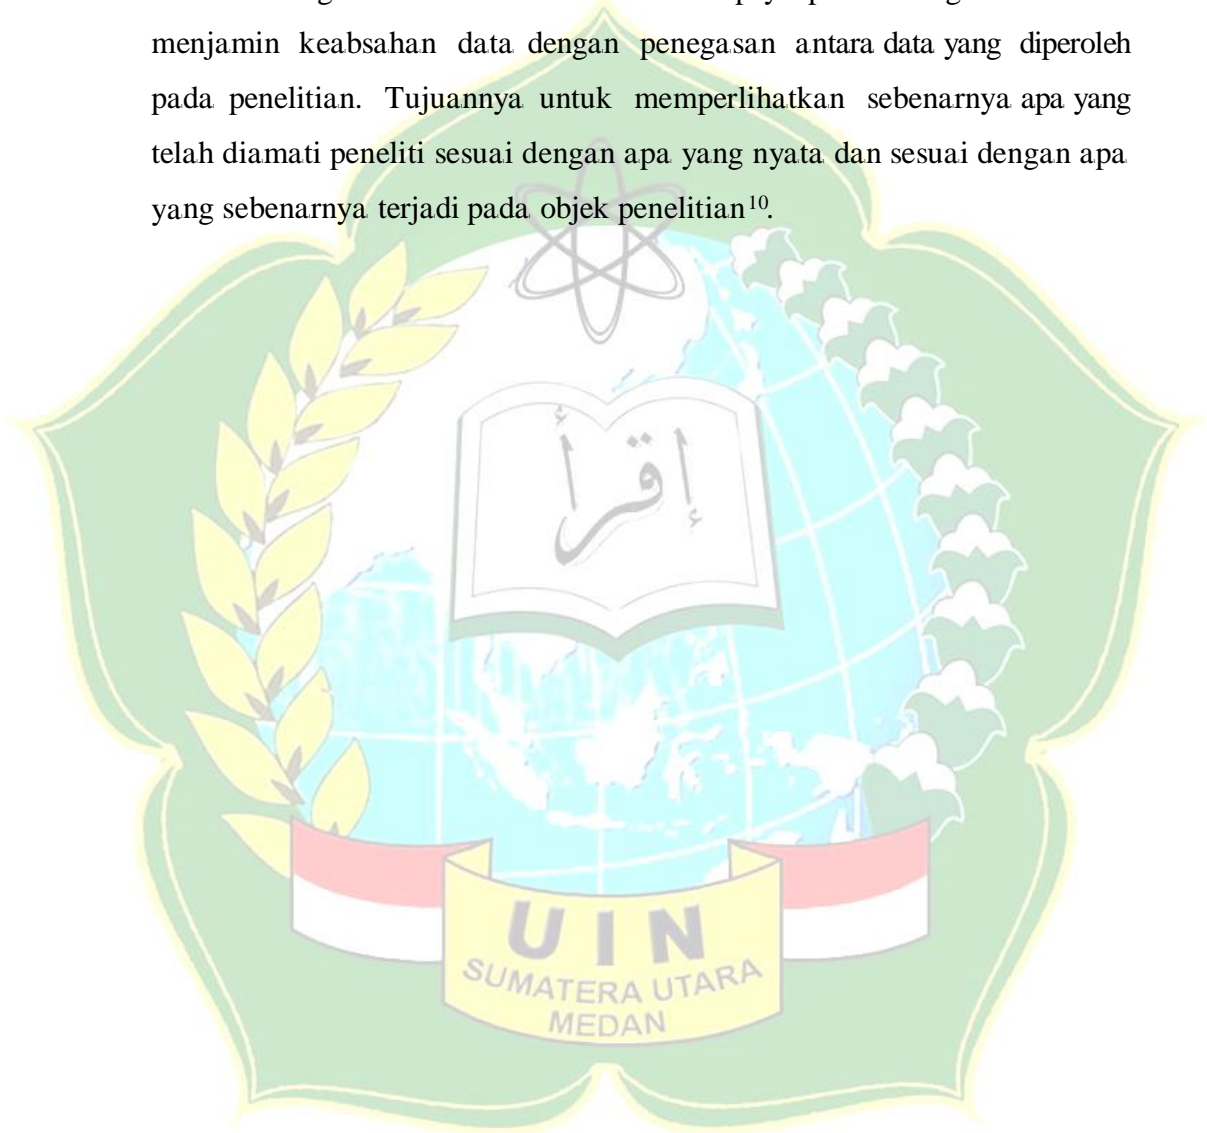 menjamin keabsahan data dengan penegasan antara data yang diperoleh
pada penelitian. Tujuannya untuk memperlihatkan sebenarnya apa yang
telah diamati peneliti sesuai dengan apa yang nyata dan sesuai dengan apa
yang sebenarnya terjadi pada objek penelitian¹⁰.
إقرأ
UIN
SUMATERA UTARA
MEDAN